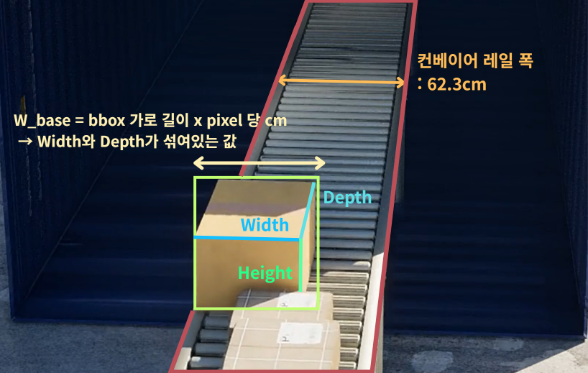 컨베이어 레일 폭
: 62.3cm
W_base = bbox 가로 길이 x pixel 당 cm
→ Width와 Depth가 섞여있는 값
Depth
Width
Height